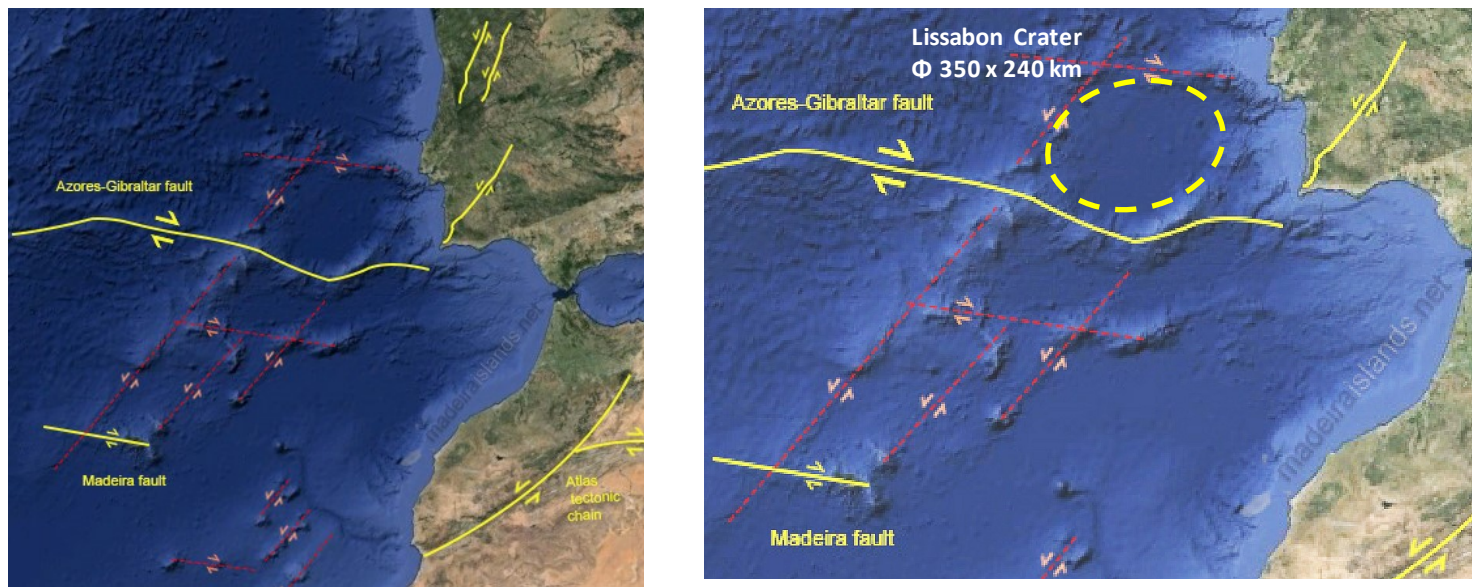 Azores-Gibraltar fault
Madeira fault
Atlas
tectonic
chain
madeiraislands.net
Lissabon Crater
Φ 350 x 240 km
Azores-Gibraltar fault
Madeira fault
madeiraislands.net